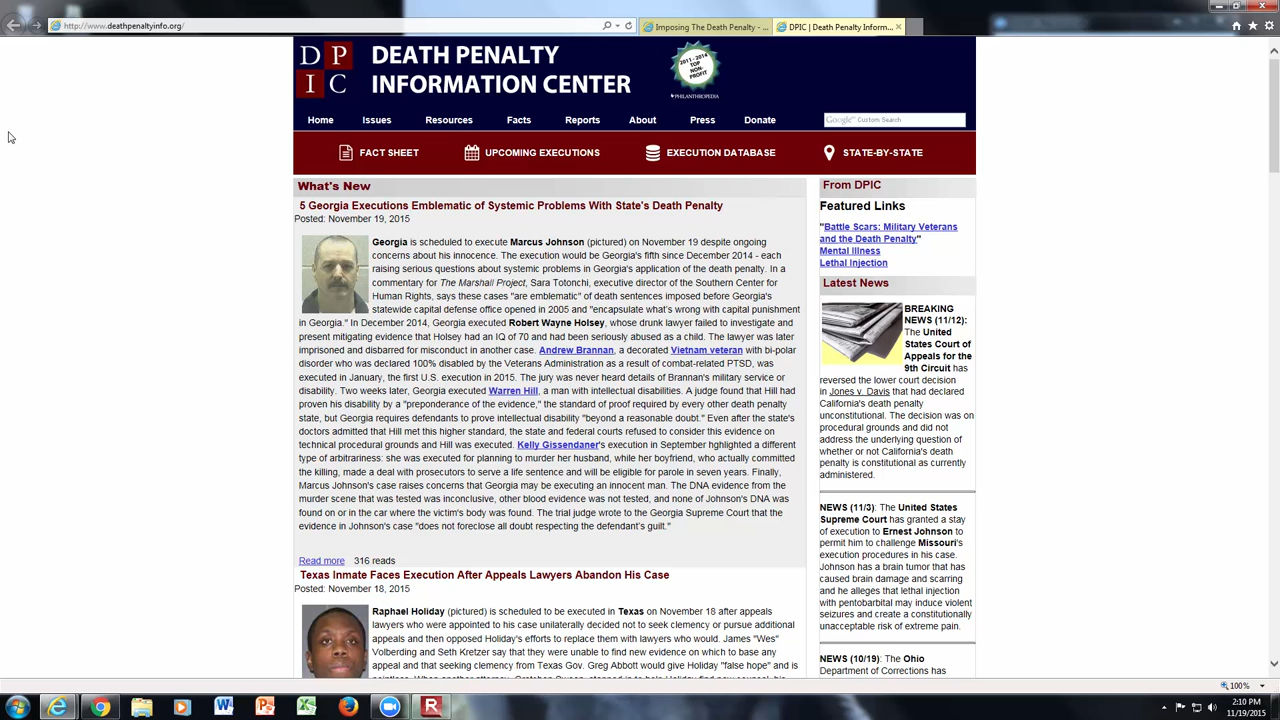 http://www.deathpenaltyinfo.org/
Imposing The Death Penalty - ...
DPIC | Death Penalty Inform...
D P
I C
DEATH PENALTY
INFORMATION CENTER
2011 - 2014
TOP
NON-
PROFIT
PHILANTHROPEDIA
Home Issues Resources Facts Reports About Press Donate
Google™ Custom Search
FACT SHEET UPCOMING EXECUTIONS EXECUTION DATABASE STATE-BY-STATE
What's New
5 Georgia Executions Emblematic of Systemic Problems With State's Death Penalty
Posted: November 19, 2015
Georgia is scheduled to execute Marcus Johnson (pictured) on November 19 despite ongoing
concerns about his innocence. The execution would be Georgia's fifth since December 2014 - each
raising serious questions about systemic problems in Georgia's application of the death penalty. In a
commentary for The Marshall Project, Sara Totonchi, executive director of the Southern Center for
Human Rights, says these cases "are emblematic" of death sentences imposed before Georgia's
statewide capital defense office opened in 2005 and "encapsulate what's wrong with capital punishment
in Georgia." In December 2014, Georgia executed Robert Wayne Holsey, whose drunk lawyer failed to investigate and
present mitigating evidence that Holsey had an IQ of 70 and had been seriously abused as a child. The lawyer was later
imprisoned and disbarred for misconduct in another case. Andrew Brannan, a decorated Vietnam veteran with bi-polar
disorder who was declared 100% disabled by the Veterans Administration as a result of combat-related PTSD, was
executed in January, the first U.S. execution in 2015. The jury was never heard details of Brannan's military service or
disability. Two weeks later, Georgia executed Warren Hill, a man with intellectual disabilities. A judge found that Hill had
proven his disability by a "preponderance of the evidence," the standard of proof required by every other death penalty
state, but Georgia requires defendants to prove intellectual disability "beyond a reasonable doubt." Even after the state's
doctors admitted that Hill met this higher standard, the state and federal courts refused to consider this evidence on
technical procedural grounds and Hill was executed. Kelly Gissendaner's execution in September hghlighted a different
type of arbitrariness: she was executed for planning to murder her husband, while her boyfriend, who actually committed
the killing, made a deal with prosecutors to serve a life sentence and will be eligible for parole in seven years. Finally,
Marcus Johnson's case raises concerns that Georgia may be executing an innocent man. The DNA evidence from the
murder scene that was tested was inconclusive, other blood evidence was not tested, and none of Johnson's DNA was
found on or in the car where the victim's body was found. The trial judge wrote to the Georgia Supreme Court that the
evidence in Johnson's case "does not foreclose all doubt respecting the defendant's guilt."
Read more 316 reads
Texas Inmate Faces Execution After Appeals Lawyers Abandon His Case
Posted: November 18, 2015
Raphael Holiday (pictured) is scheduled to be executed in Texas on November 18 after appeals
lawyers who were appointed to his case unilaterally decided not to seek clemency or pursue additional
appeals and then opposed Holiday's efforts to replace them with lawyers who would. James "Wes"
Volberding and Seth Kretzer say that they were unable to find new evidence on which to base any
appeal and that seeking clemency from Texas Gov. Greg Abbott would give Holiday "false hope" and is
From DPIC
Featured Links
"Battle Scars: Military Veterans
and the Death Penalty"
Mental Illness
Lethal Injection
Latest News
BREAKING
NEWS (11/12):
The United
States Court of
Appeals for the
9th Circuit has
reversed the lower court decision
in Jones v. Davis that had declared
California's death penalty
unconstitutional. The decision was on
procedural grounds and did not
address the underlying question of
whether or not California's death
penalty is constitutional as currently
administered.
NEWS (11/3): The United States
Supreme Court has granted a stay
of execution to Ernest Johnson to
permit him to challenge Missouri's
execution procedures in his case.
Johnson has a brain tumor that has
caused brain damage and scarring
and he alleges that lethal injection
with pentobarbital may induce violent
seizures and create a constitutionally
unacceptable risk of extreme pain.
NEWS (10/19): The Ohio
Department of Corrections has
100%
2:10 PM
11/19/2015